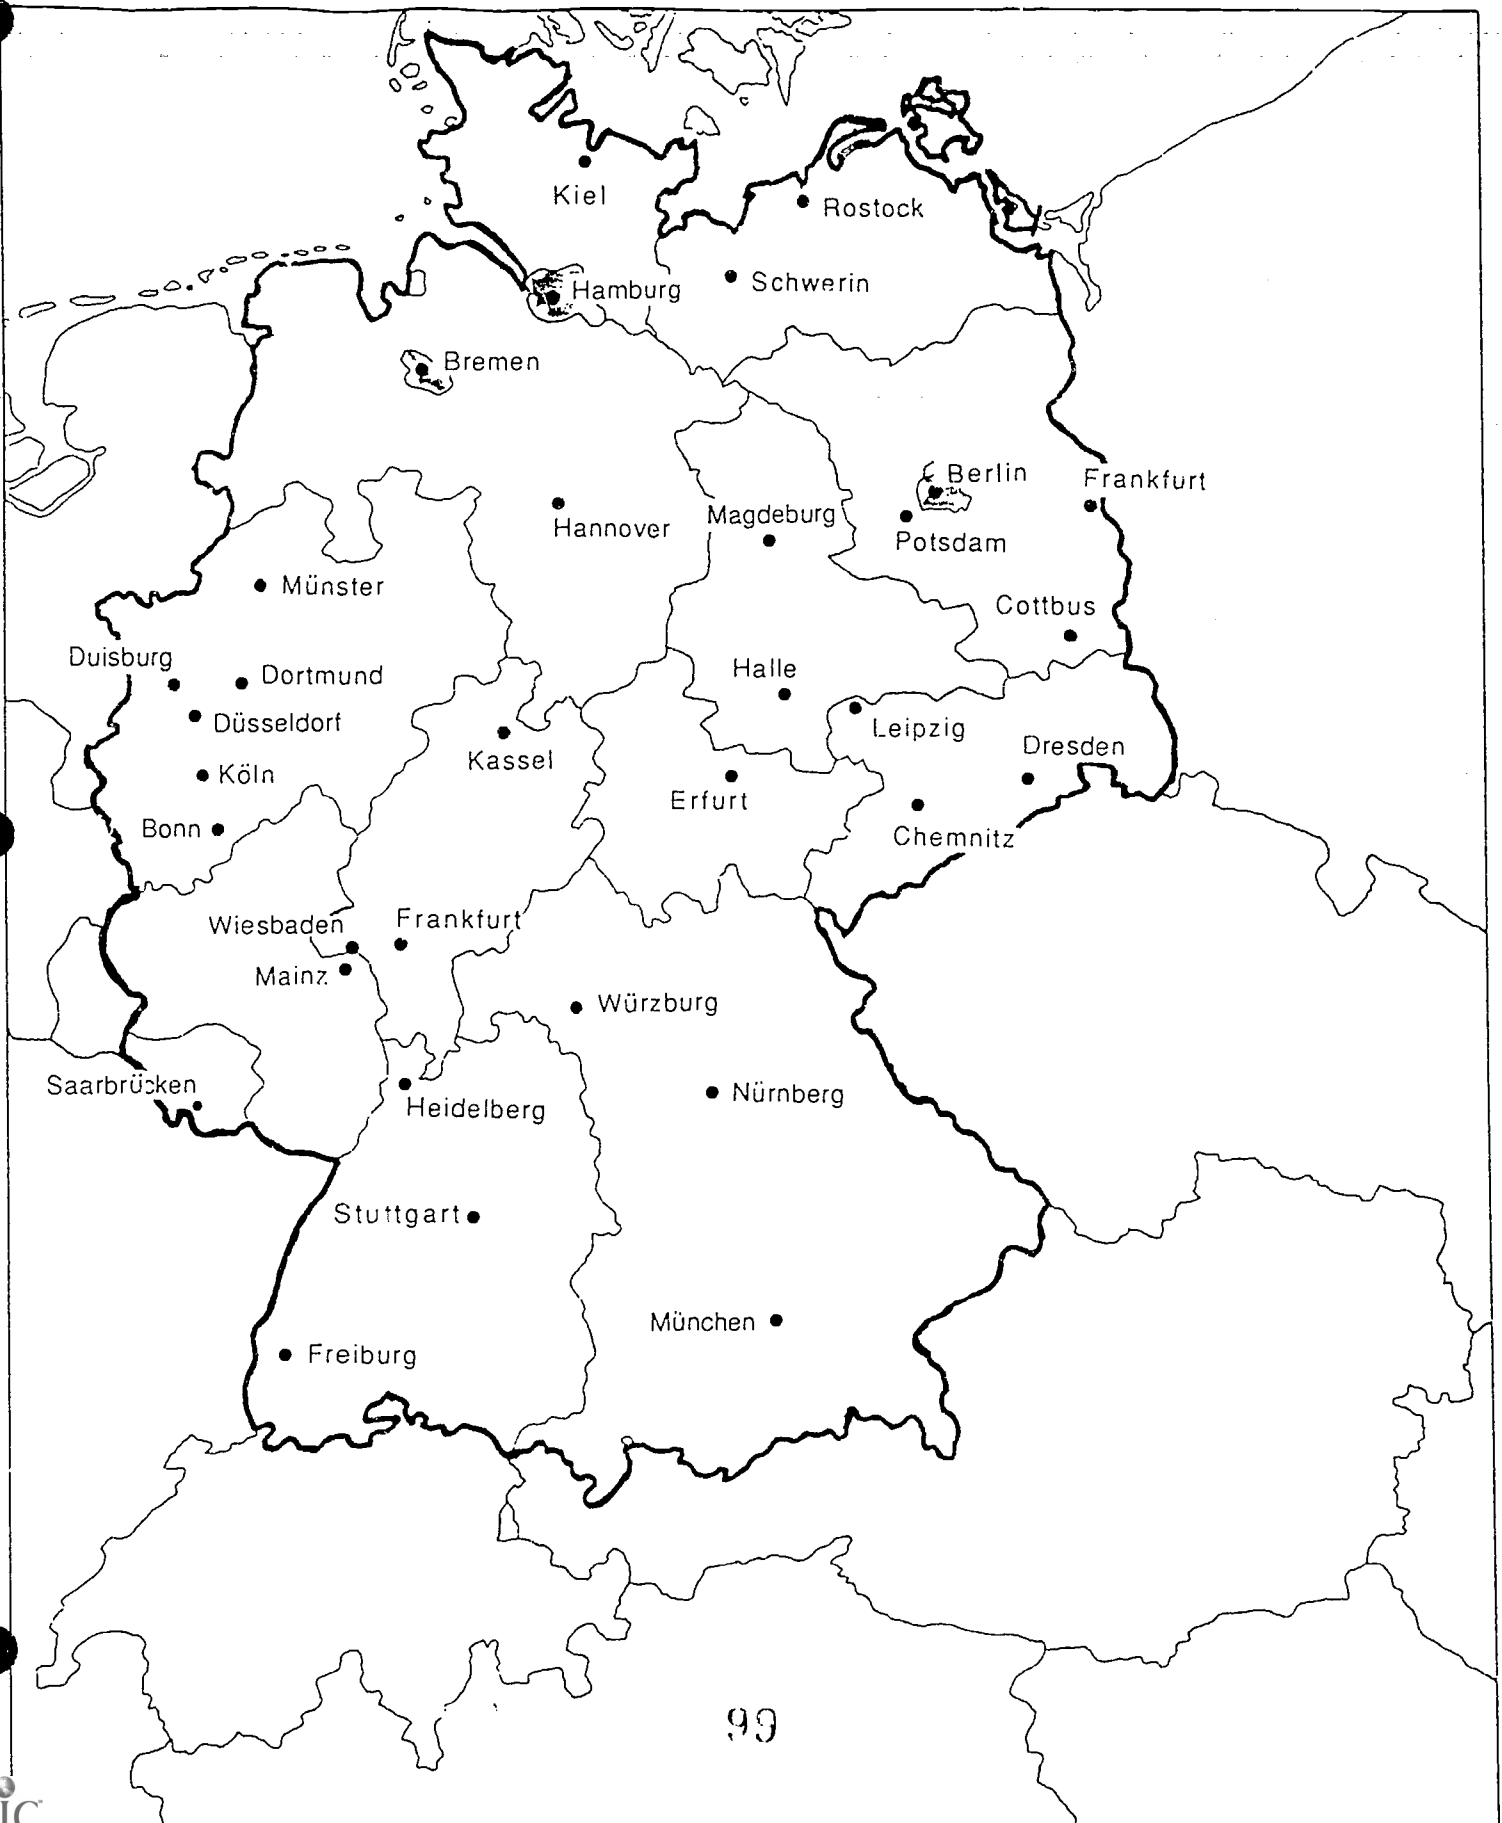 Kiel
Rostock
Schwerin
Hamburg
Bremen
Berlin
Frankfurt
Hannover
Magdeburg
Potsdam
Münster
Cottbus
Duisburg
Dortmund
Halle
Düsseldorf
Leipzig
Kassel
Dresden
Köln
Erfurt
Bonn
Chemnitz
Wiesbaden
Frankfurt
Mainz
Würzburg
Saarbrücken
Heidelberg
Nürnberg
Stuttgart
München
Freiburg
99
IC